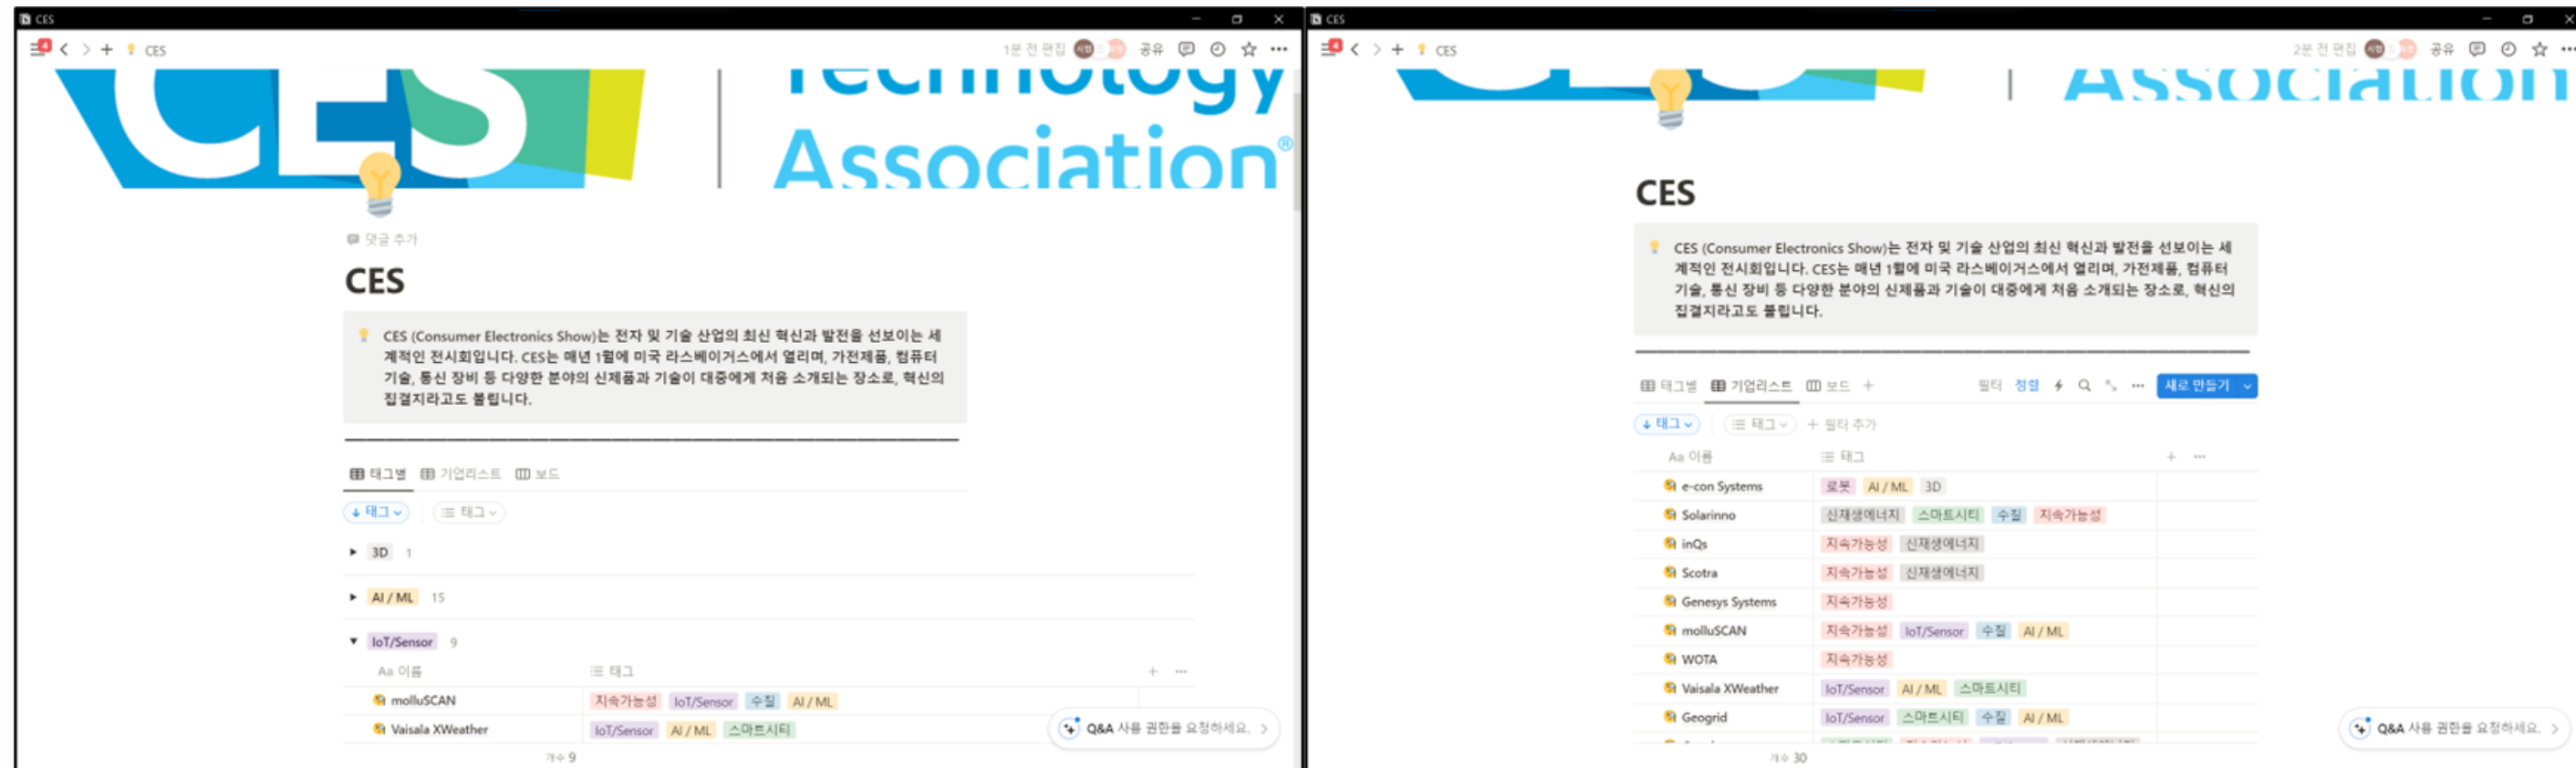 CES
4
CES
1분 전 편집
공유
CES
Technology
Association®
댓글 추가
CES
CES (Consumer Electronics Show)는 전자 및 기술 산업의 최신 혁신과 발전을 선보이는 세
계적인 전시회입니다. CES는 매년 1월에 미국 라스베이거스에서 열리며, 가전제품, 컴퓨터
기술, 통신 장비 등 다양한 분야의 신제품과 기술이 대중에게 처음 소개되는 장소로, 혁신의
집결지라고도 불립니다.
태그별 기업리스트 보드
태그 태그
3D 1
AI / ML 15
IoT/Sensor 9
Aa 이름 태그
molluSCAN 지속가능성 IoT/Sensor 수질 AI / ML
Vaisala XWeather IoT/Sensor AI / ML 스마트시티
Q&A 사용 권한을 요청하세요.
개수 9
CES
4
CES
2분 전 편집
공유
Association
CES
CES (Consumer Electronics Show)는 전자 및 기술 산업의 최신 혁신과 발전을 선보이는 세
계적인 전시회입니다. CES는 매년 1월에 미국 라스베이거스에서 열리며, 가전제품, 컴퓨터
기술, 통신 장비 등 다양한 분야의 신제품과 기술이 대중에게 처음 소개되는 장소로, 혁신의
집결지라고도 불립니다.
태그별 기업리스트 보드 필터 정렬 새로 만들기
태그 태그 필터 추가
Aa 이름 태그
e-con Systems 로봇 AI / ML 3D
Solarinno 신재생에너지 스마트시티 수질 지속가능성
inQs 지속가능성 신재생에너지
Scotra 지속가능성 신재생에너지
Genesys Systems 지속가능성
molluSCAN 지속가능성 IoT/Sensor 수질 AI / ML
WOTA 지속가능성
Vaisala XWeather IoT/Sensor AI / ML 스마트시티
Geogrid IoT/Sensor 스마트시티 수질 AI / ML
Q&A 사용 권한을 요청하세요.
개수 30